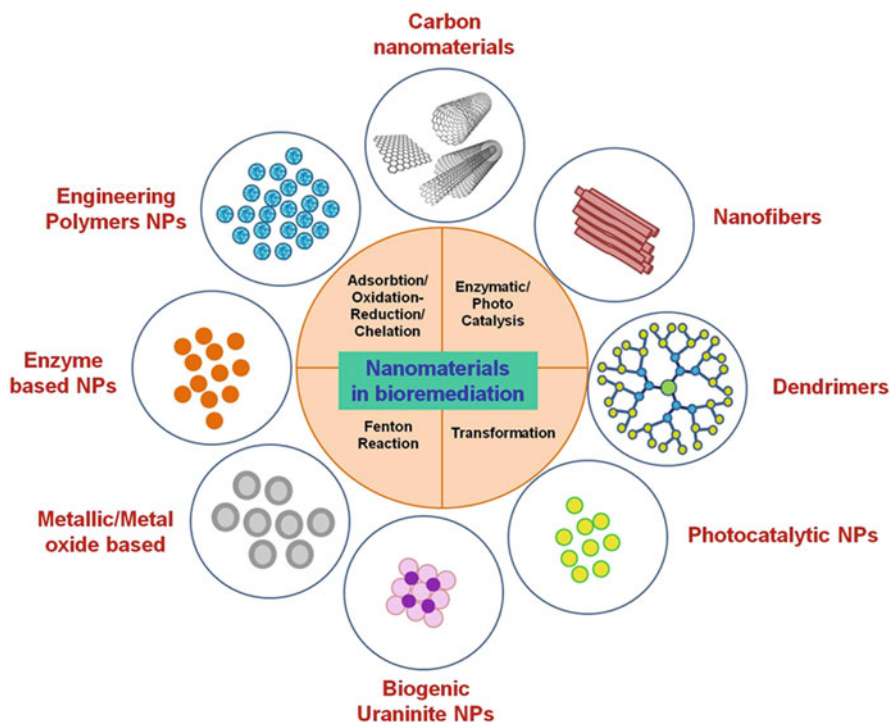 Carbon
nanomaterials
Engineering
Polymers NPs
Nanofibers
Adsorbtion/
Oxidation-
Reduction/
Chelation
Enzymatic/
Photo
Catalysis
Enzyme
based NPs
Nanomaterials
in bioremediation
Dendrimers
Fenton
Reaction
Transformation
Metallic/Metal
oxide based
Photocatalytic NPs
Biogenic
Uraninite NPs